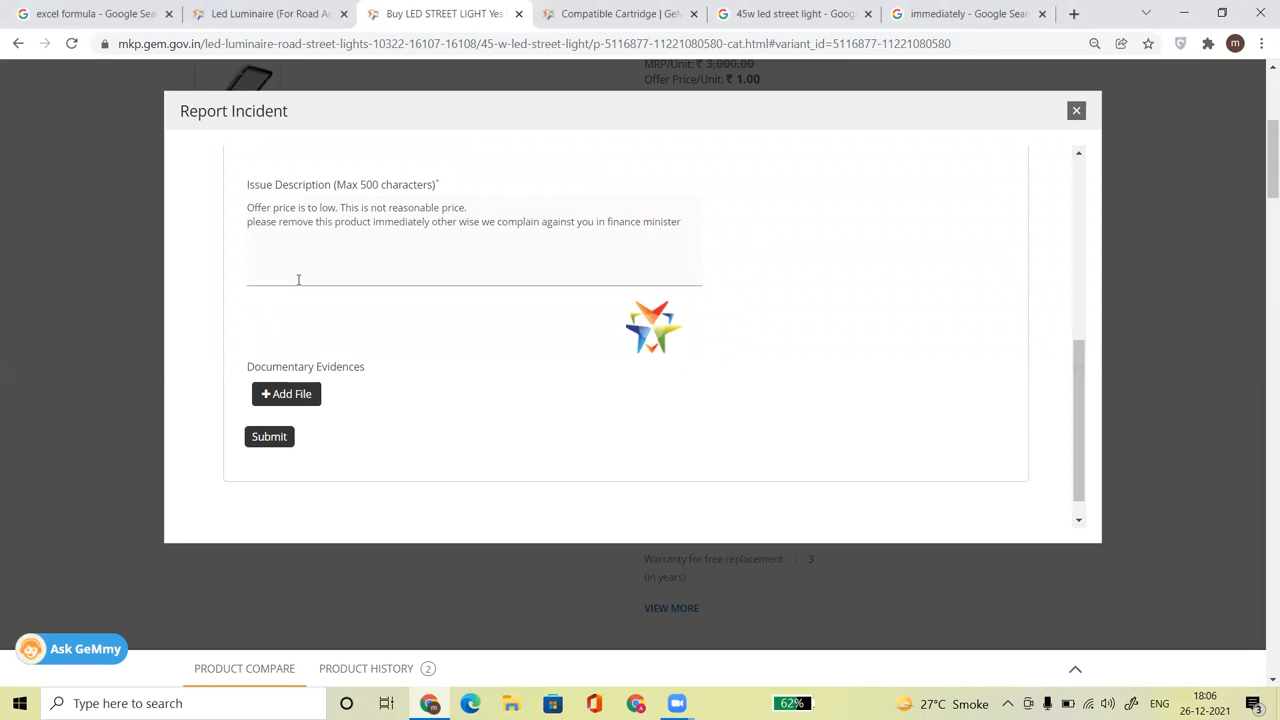 excel formula - Google Sea
Led Luminaire (For Road Ar
Buy LED STREET LIGHT Yes
Compatible Cartridge | GeM
45w led street light - Goog
immediately - Google Sear
mkp.gem.gov.in/led-luminaire-road-street-lights-10322-16107-16108/45-w-led-street-light/p-5116877-11221080580-cat.html#variant_id=5116877-11221080580
m
MRP/Unit: ₹ 3,000.00
Offer Price/Unit: ₹ 1.00
Report Incident
Issue Description (Max 500 characters)*
Offer price is to low. This is not reasonable price.
please remove this product immediately other wise we complain against you in finance minister
Documentary Evidences
+ Add File
Submit
Warranty for free replacement : 3
(in years)
VIEW MORE
Ask GeMmy
PRODUCT COMPARE
PRODUCT HISTORY 2
Type here to search
62%
27°C Smoke
ENG
18:06
26-12-2021
3